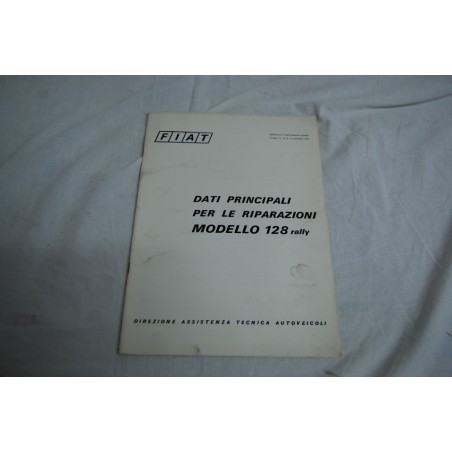 FIAT
DATI PRINCIPALI
PER LE RIPARAZIONI
MODELLO 128 rally
DIREZIONE ASSISTENZA TECNICA AUTOVEICOLI